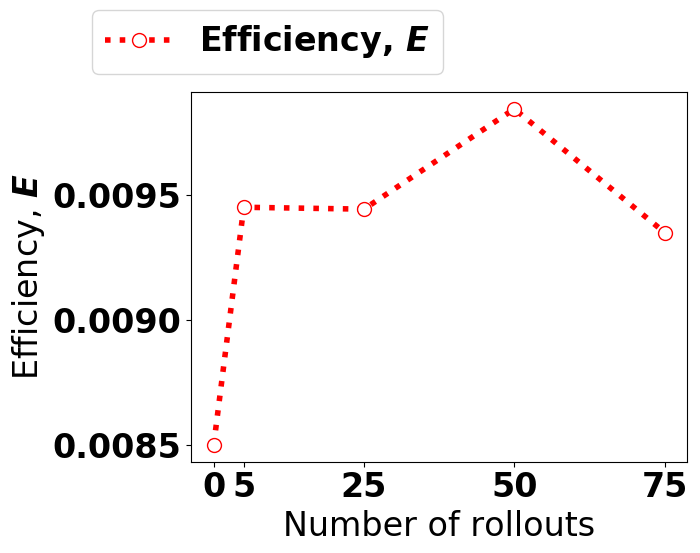 Efficiency, E
Efficiency, E
0.0095
0.0090
0.0085
0 5 25 50 75
Number of rollouts